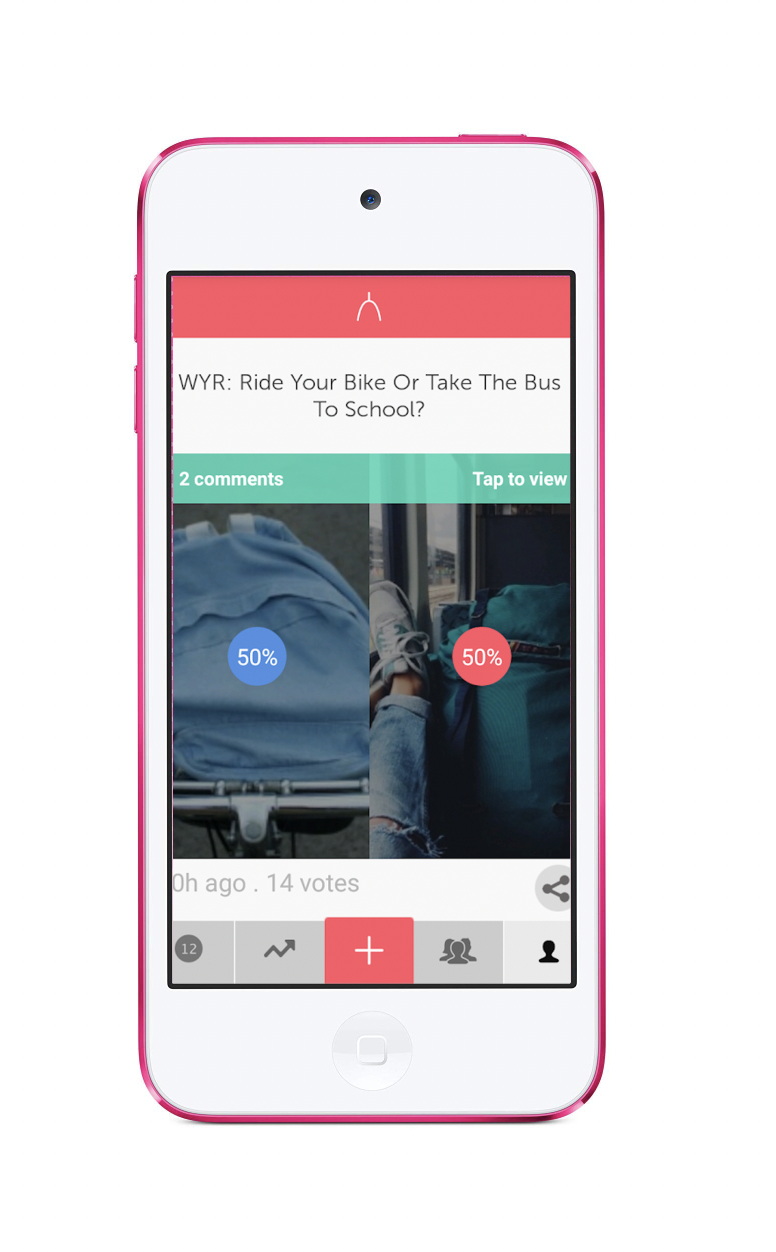 WYR: Ride Your Bike Or Take The Bus
To School?
2 comments Tap to view
50% 50%
0h ago . 14 votes
12